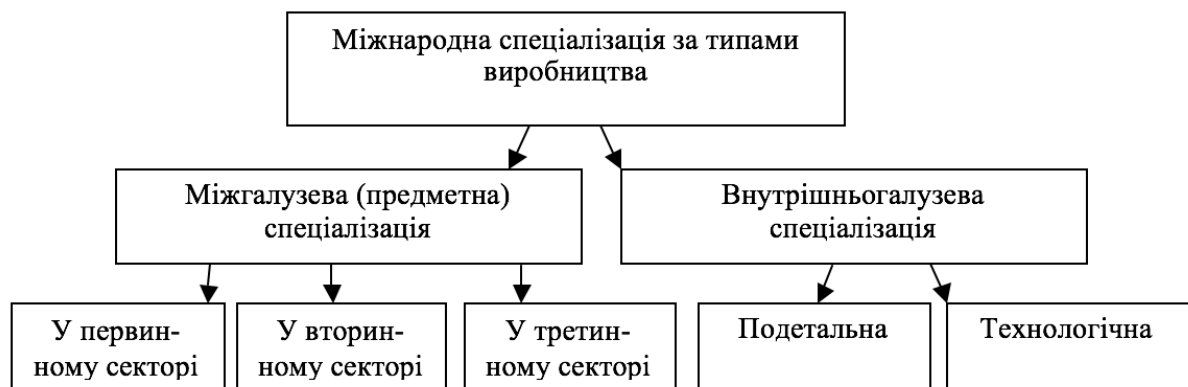 Міжнародна спеціалізація за типами
виробництва
Міжгалузева (предметна)
спеціалізація
Внутрішньогалузева
спеціалізація
У первин-
ному секторі
У вторин-
ному секторі
У третин-
ному секторі
Подетальна
Технологічна